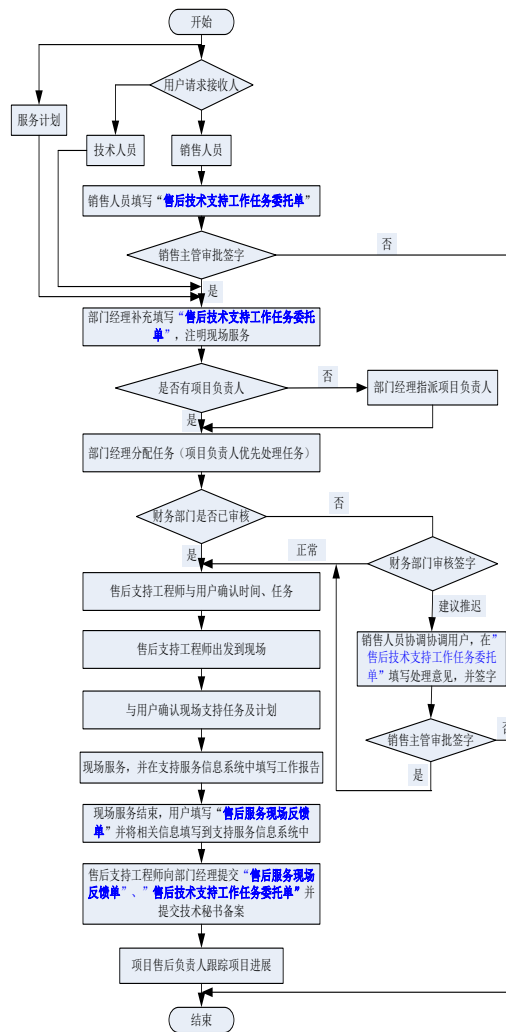 开始
用户请求接收人
服务计划
技术人员
销售人员
销售人员填写“售后技术支持工作任务委托单”
销售主管审批签字
否
是
部门经理补充填写“售后技术支持工作任务委托
单”，注明现场服务
是否有项目负责人
否
部门经理指派项目负责人
是
部门经理分配任务（项目负责人优先处理任务）
财务部门是否已审核
否
是
正常
财务部门审核签字
建议推迟
售后支持工程师与用户确认时间、任务
售后支持工程师出发到现场
销售人员协调协调用户，在”
售后技术支持工作任务委托
单”填写处理意见，并签字
与用户确认现场支持任务及计划
销售主管审批签字
否
是
现场服务，并在支持服务信息系统中填写工作报告
现场服务结束，用户填写“售后服务现场反馈
单”并将相关信息填写到支持服务信息系统中
售后支持工程师向部门经理提交“售后服务现场
反馈单”、”售后技术支持工作任务委托单”并
提交技术秘书备案
项目售后负责人跟踪项目进展
结束